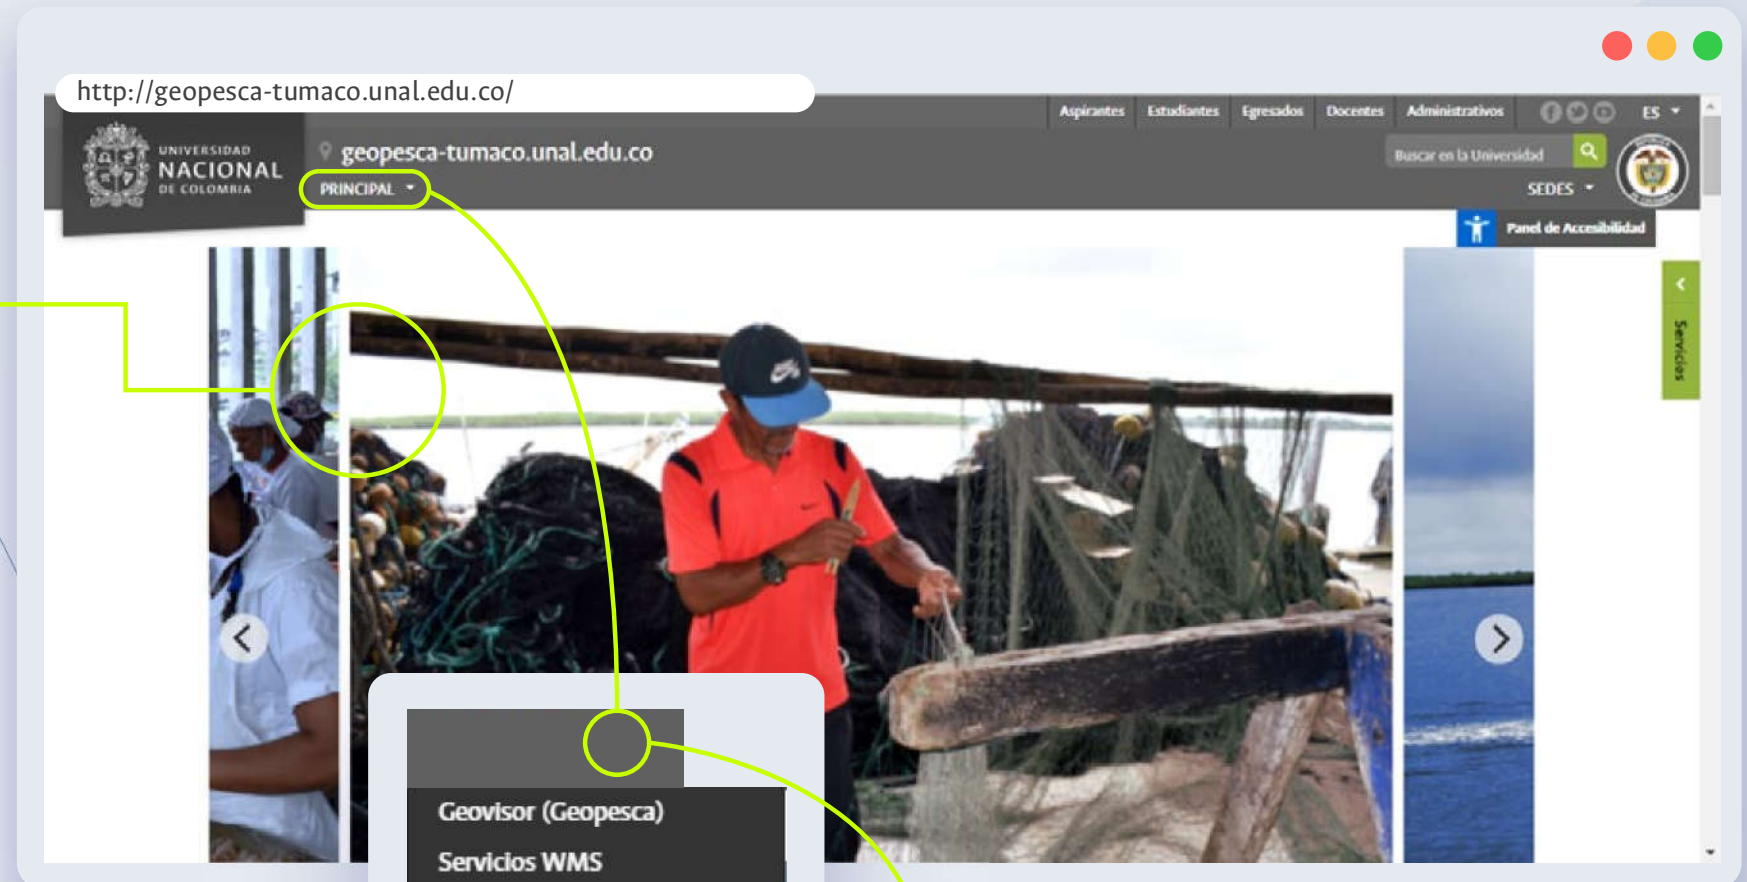 http://geopesca-tumaco.unal.edu.co/
Aspirantes Estudiantes Egresados Docentes Administrativos ES
UNIVERSIDAD
NACIONAL
DE COLOMBIA
geopesca-tumaco.unal.edu.co
Buscar en la Universidad
PRINCIPAL
SEDES
Panel de Accesibilidad
Servicios
Geovisor (Geopesca)
Servicios WMS